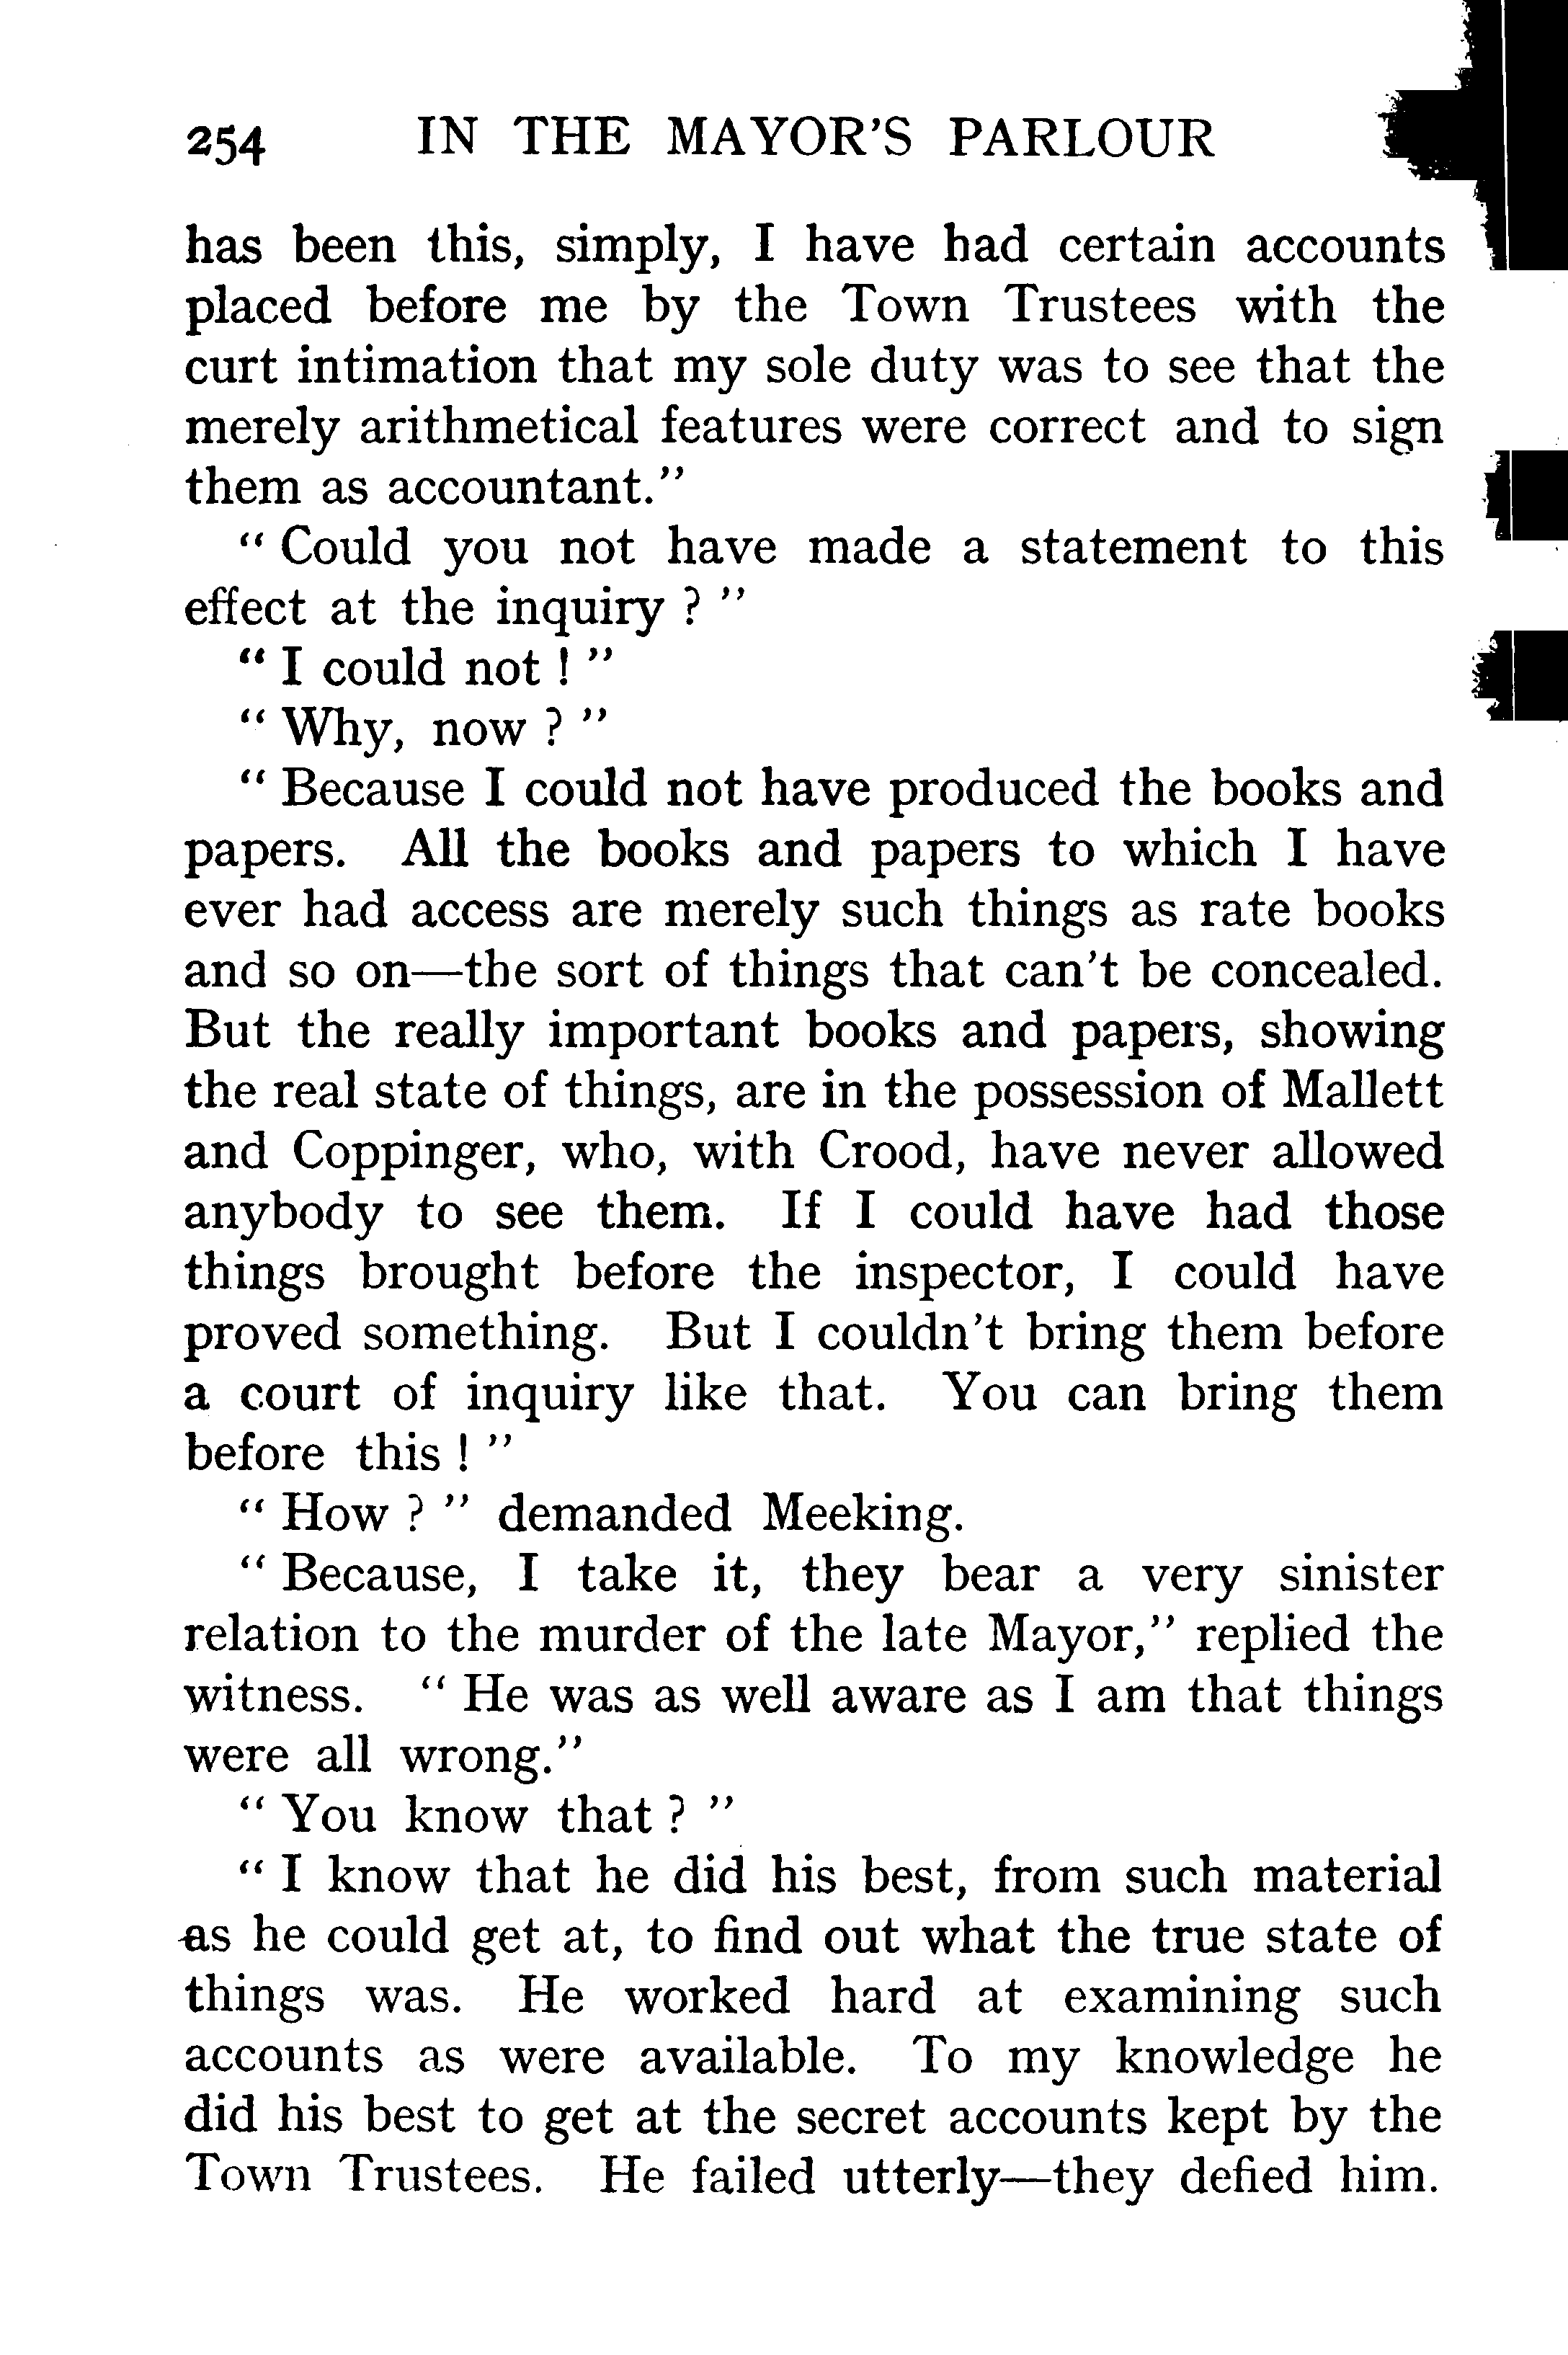 254 IN THE MAYOR'S PARLOUR
has been this, simply, I have had certain accounts
placed before me by the Town Trustees with the
curt intimation that my sole duty was to see that the
merely arithmetical features were correct and to sign
them as accountant."
" Could you not have made a statement to this
effect at the inquiry ? "
" I could not ! "
" Why, now ? "
" Because I could not have produced the books and
papers. All the books and papers to which I have
ever had access are merely such things as rate books
and so on—the sort of things that can't be concealed.
But the really important books and papers, showing
the real state of things, are in the possession of Mallett
and Coppinger, who, with Crood, have never allowed
anybody to see them. If I could have had those
things brought before the inspector, I could have
proved something. But I couldn't bring them before
a court of inquiry like that. You can bring them
before this ! "
" How ? " demanded Meeking.
" Because, I take it, they bear a very sinister
relation to the murder of the late Mayor," replied the
witness. " He was as well aware as I am that things
were all wrong."
" You know that ? "
" I know that he did his best, from such material
as he could get at, to find out what the true state of
things was. He worked hard at examining such
accounts as were available. To my knowledge he
did his best to get at the secret accounts kept by the
Town Trustees. He failed utterly—they defied him.